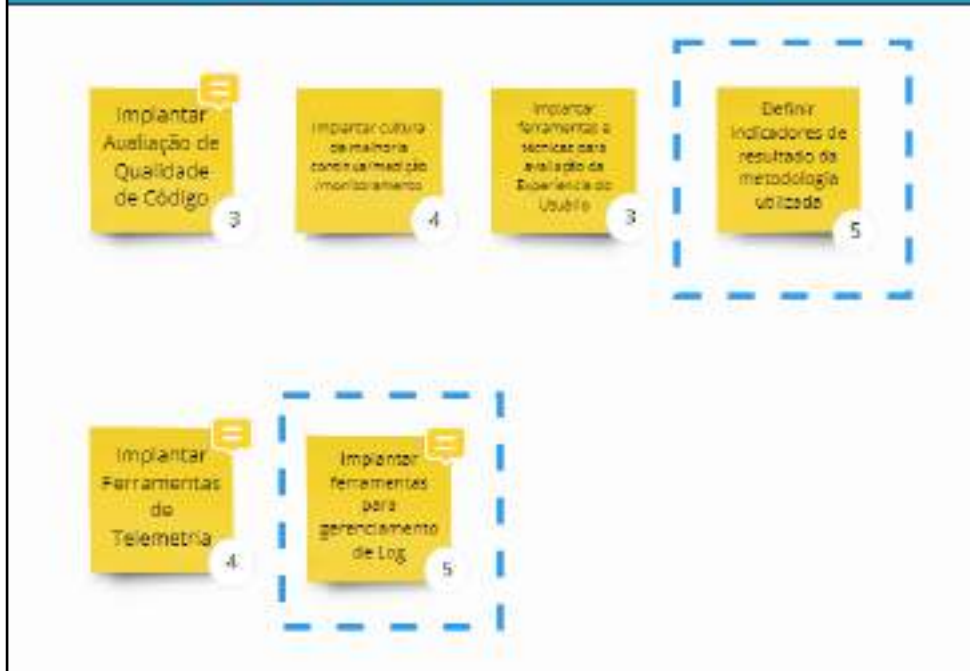 Implantar
Avaliação de
Qualidade
de Código
3
Implantar cultura
de melhoria
contínua/medição
/monitoramento
4
Implantar
ferramentas e
técnicas para
avaliação da
Experiência do
Usuário
3
Definir
indicadores de
resultado da
metodologia
utilizada
5
Implantar
Ferramentas
de
Telemetria
4
Implantar
ferramentas
para
gerenciamento
de Log
5